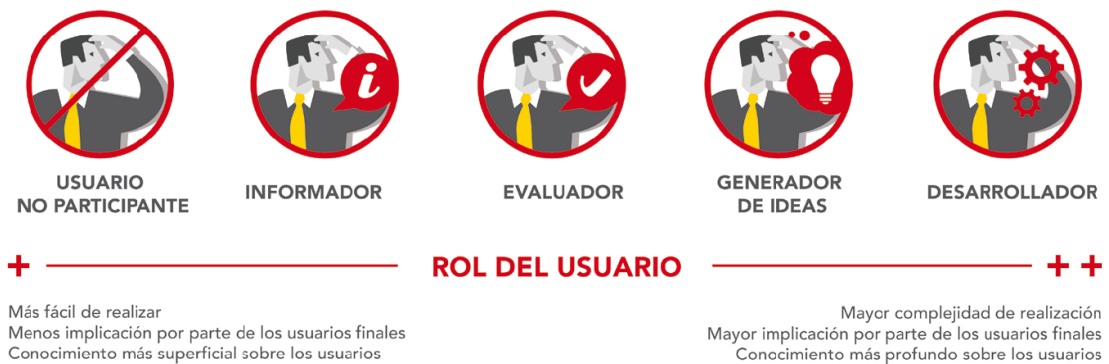 USUARIO
NO PARTICIPANTE
INFORMADOR
EVALUADOR
GENERADOR
DE IDEAS
DESARROLLADOR
+ ROL DEL USUARIO + +
Más fácil de realizar
Menos implicación por parte de los usuarios finales
Conocimiento más superficial sobre los usuarios
Mayor complejidad de realización
Mayor implicación por parte de los usuarios finales
Conocimiento más profundo sobre los usuarios